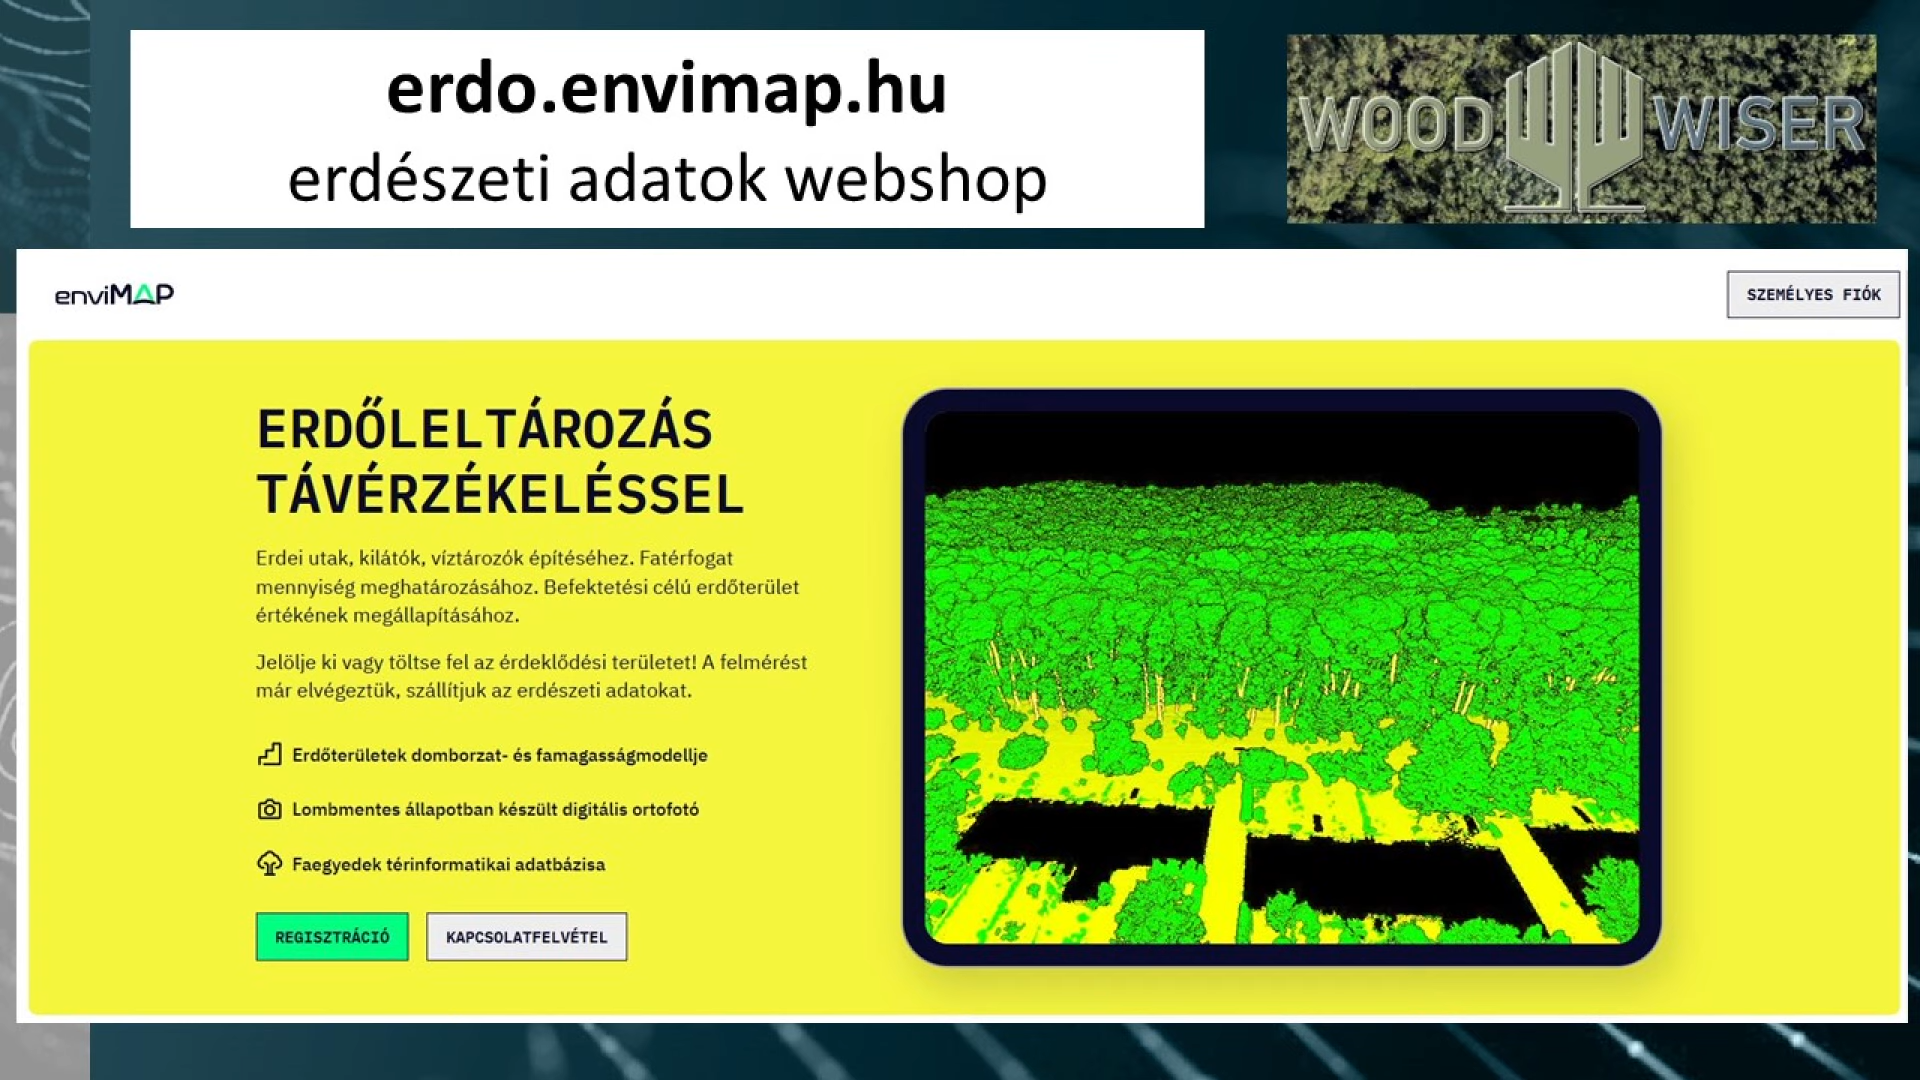 erdo.envimap.hu
erdészeti adatok webshop
WOOD WISER
enviMAP
SZEMÉLYES FIÓK
ERDŐLELTÁROZÁS
TÁVÉRZÉKELÉSSEL
Erdei utak, kilátók, víztározók építéséhez. Fatérfogat
mennyiség meghatározásához. Befektetési célú erdőterület
értékének megállapításához.
Jelölje ki vagy töltse fel az érdeklődési területet! A felmérést
már elvégeztük, szállítjuk az erdészeti adatokat.
Erdőterületek domborzat- és famagasságmodellje
Lombmentes állapotban készült digitális ortofotó
Faegyedek térinformatikai adatbázisa
REGISZTRÁCIÓ
KAPCSOLATFELVÉTEL